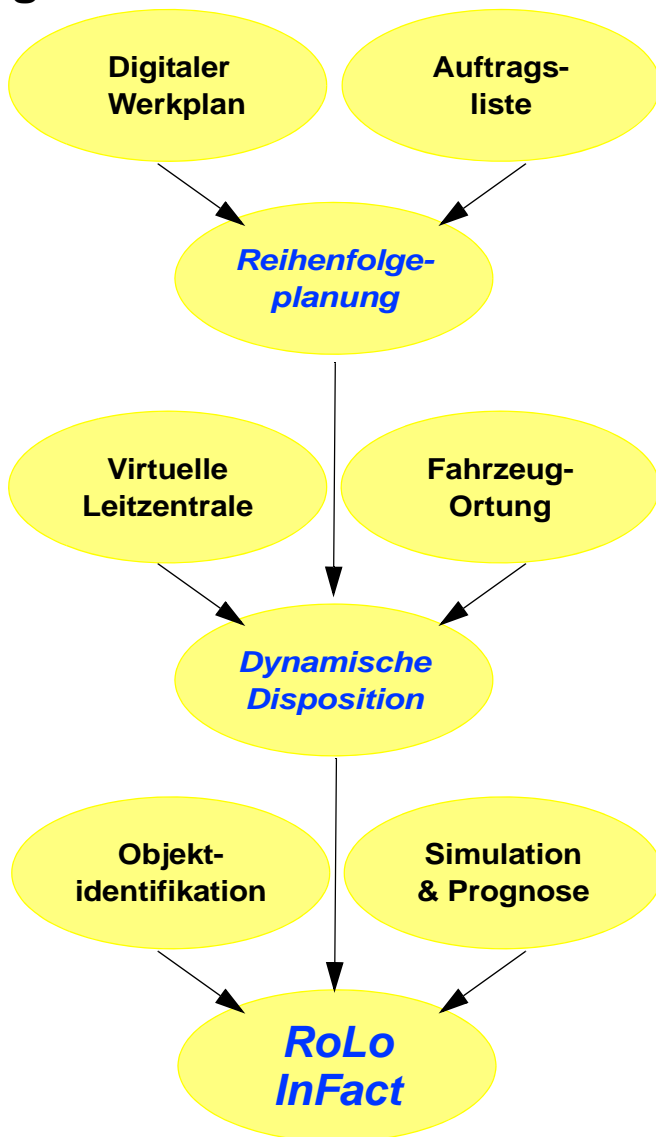 g
Digitaler
Werkplan
Auftrags-
liste
Reihenfolge-
planung
Virtuelle
Leitzentrale
Fahrzeug-
Ortung
Dynamische
Disposition
Objekt-
identifikation
Simulation
& Prognose
RoLo
InFact